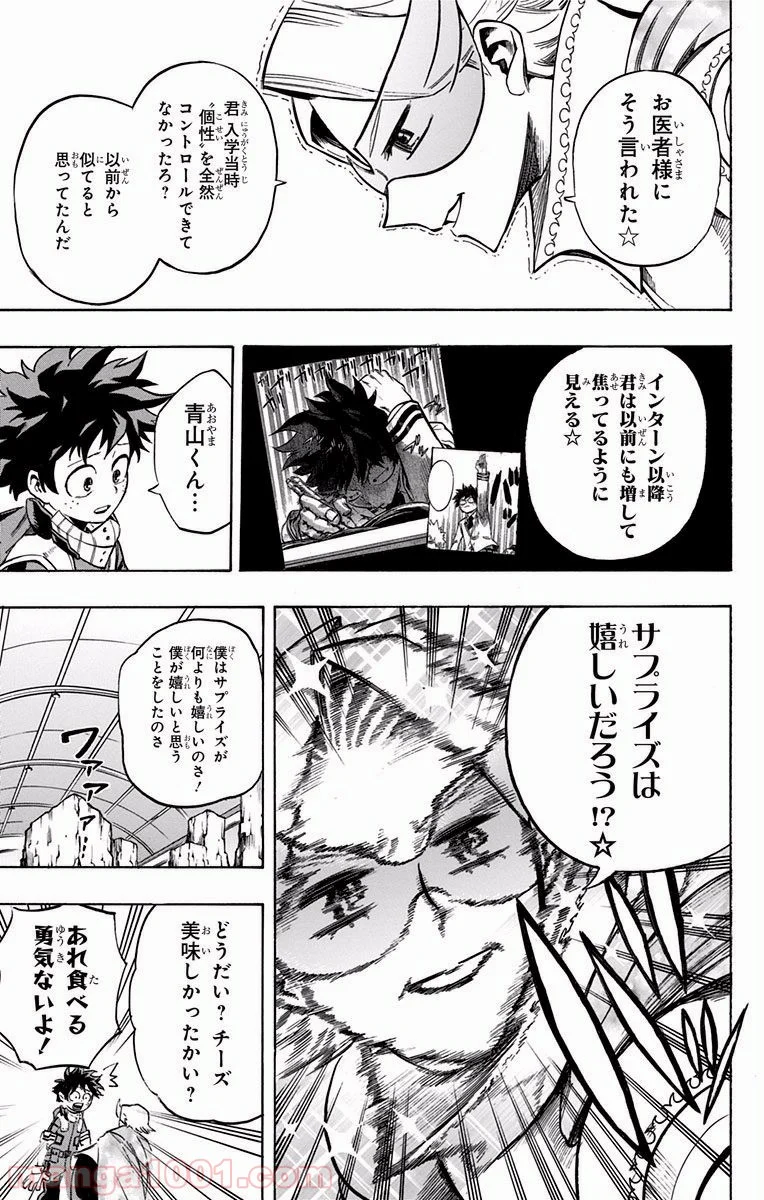 お医者様に
そう言われた☆
君入学当時
“個性”を全然
コントロールできて
なかったろ?
以前から
似てると
思ってたんだ
インターン以降
君は以前にも増して
焦ってるように
見える☆
青山くん…
サプライズは
嬉しいだろう!?☆
僕はサプライズが
何よりも嬉しいのさ!
僕が嬉しいと思う
ことをしたのさ
ワアアアア
どうだい?チーズ
美味しかったかい?
あれ食べる
勇気ないよ!
manga1001.com